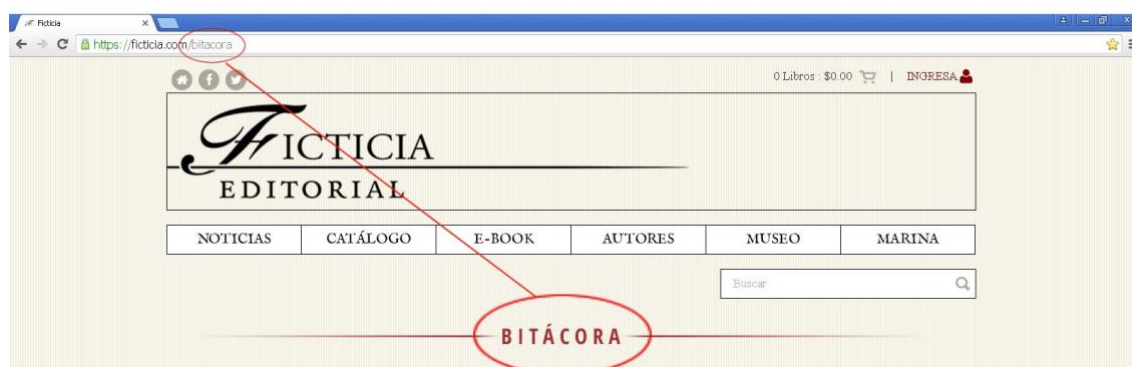 Ficticia
https://ficticia.com/bitacora
0 Libros : $0.00 | INGRESA
FICTICIA
EDITORIAL
NOTICIAS CATÁLOGO E-BOOK AUTORES MUSEO MARINA
Buscar
BITÁCORA